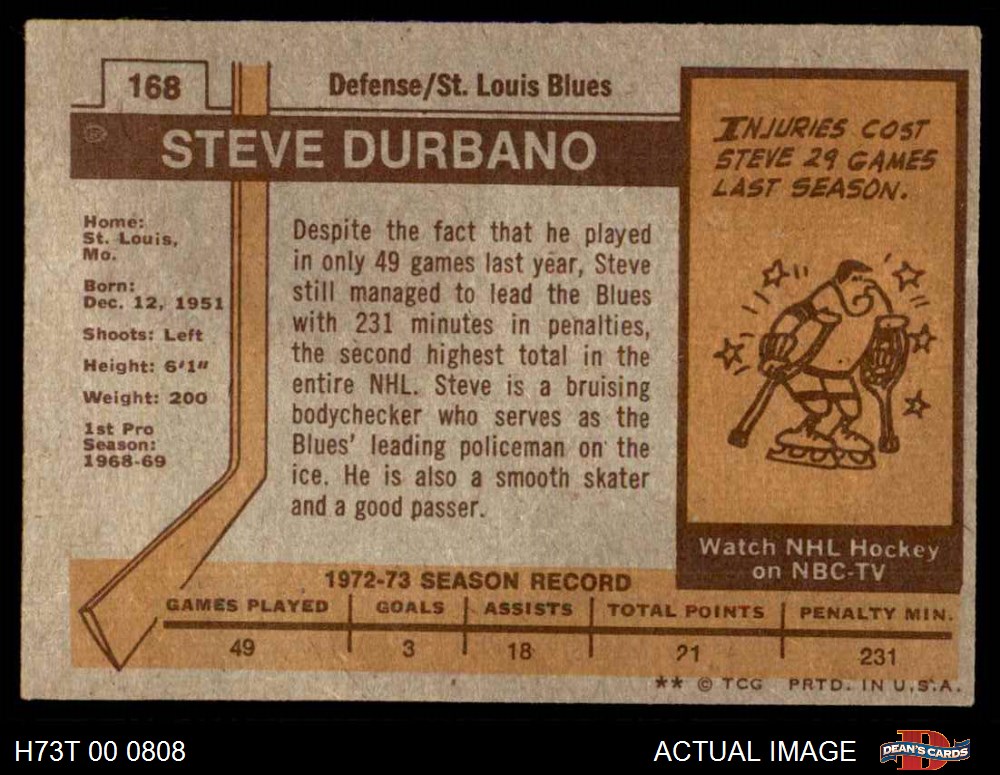 168
Defense/St. Louis Blues
STEVE DURBANO
INJURIES COST
STEVE 29 GAMES
LAST SEASON.
Home:
St. Louis,
Mo.
Born:
Dec. 12, 1951
Shoots: Left
Height: 6'1"
Weight: 200
1st Pro
Season:
1968-69
Despite the fact that he played
in only 49 games last year, Steve
still managed to lead the Blues
with 231 minutes in penalties,
the second highest total in the
entire NHL. Steve is a bruising
bodychecker who serves as the
Blues' leading policeman on the
ice. He is also a smooth skater
and a good passer.
Watch NHL Hockey
on NBC-TV
1972-73 SEASON RECORD
GAMES PLAYED GOALS ASSISTS TOTAL POINTS PENALTY MIN.
49 3 18 21 231
** © TCG PRTD. IN U.S.A.
H73T 00 0808
ACTUAL IMAGE
DEAN'S CARDS